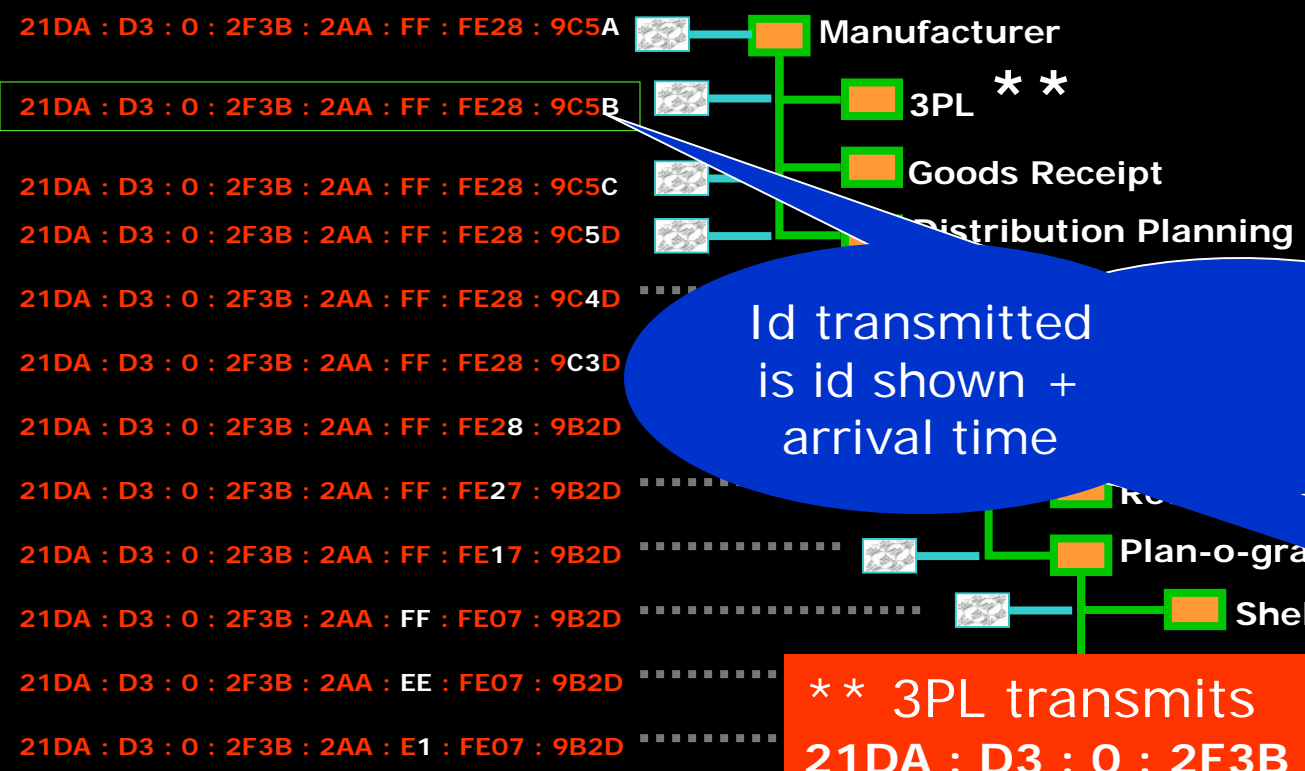 21DA : D3 : 0 : 2F3B : 2AA : FF : FE28 : 9C5A
Manufacturer
21DA : D3 : 0 : 2F3B : 2AA : FF : FE28 : 9C5B
3PL **
21DA : D3 : 0 : 2F3B : 2AA : FF : FE28 : 9C5C
Goods Receipt
21DA : D3 : 0 : 2F3B : 2AA : FF : FE28 : 9C5D
Distribution Planning
21DA : D3 : 0 : 2F3B : 2AA : FF : FE28 : 9C4D
21DA : D3 : 0 : 2F3B : 2AA : FF : FE28 : 9C3D
Id transmitted
is id shown +
arrival time
21DA : D3 : 0 : 2F3B : 2AA : FF : FE28 : 9B2D
21DA : D3 : 0 : 2F3B : 2AA : FF : FE27 : 9B2D
21DA : D3 : 0 : 2F3B : 2AA : FF : FE17 : 9B2D
Plan-o-gra
21DA : D3 : 0 : 2F3B : 2AA : FF : FE07 : 9B2D
Shel
21DA : D3 : 0 : 2F3B : 2AA : EE : FE07 : 9B2D
21DA : D3 : 0 : 2F3B : 2AA : E1 : FE07 : 9B2D
** 3PL transmits
21DA : D3 : 0 : 2F3B